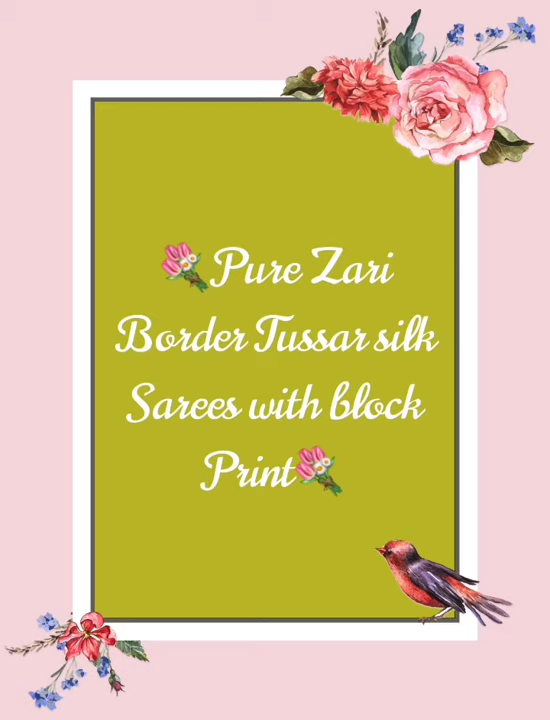 💐Pure Zari
Border Tussar silk
Sarees with block
Print💐